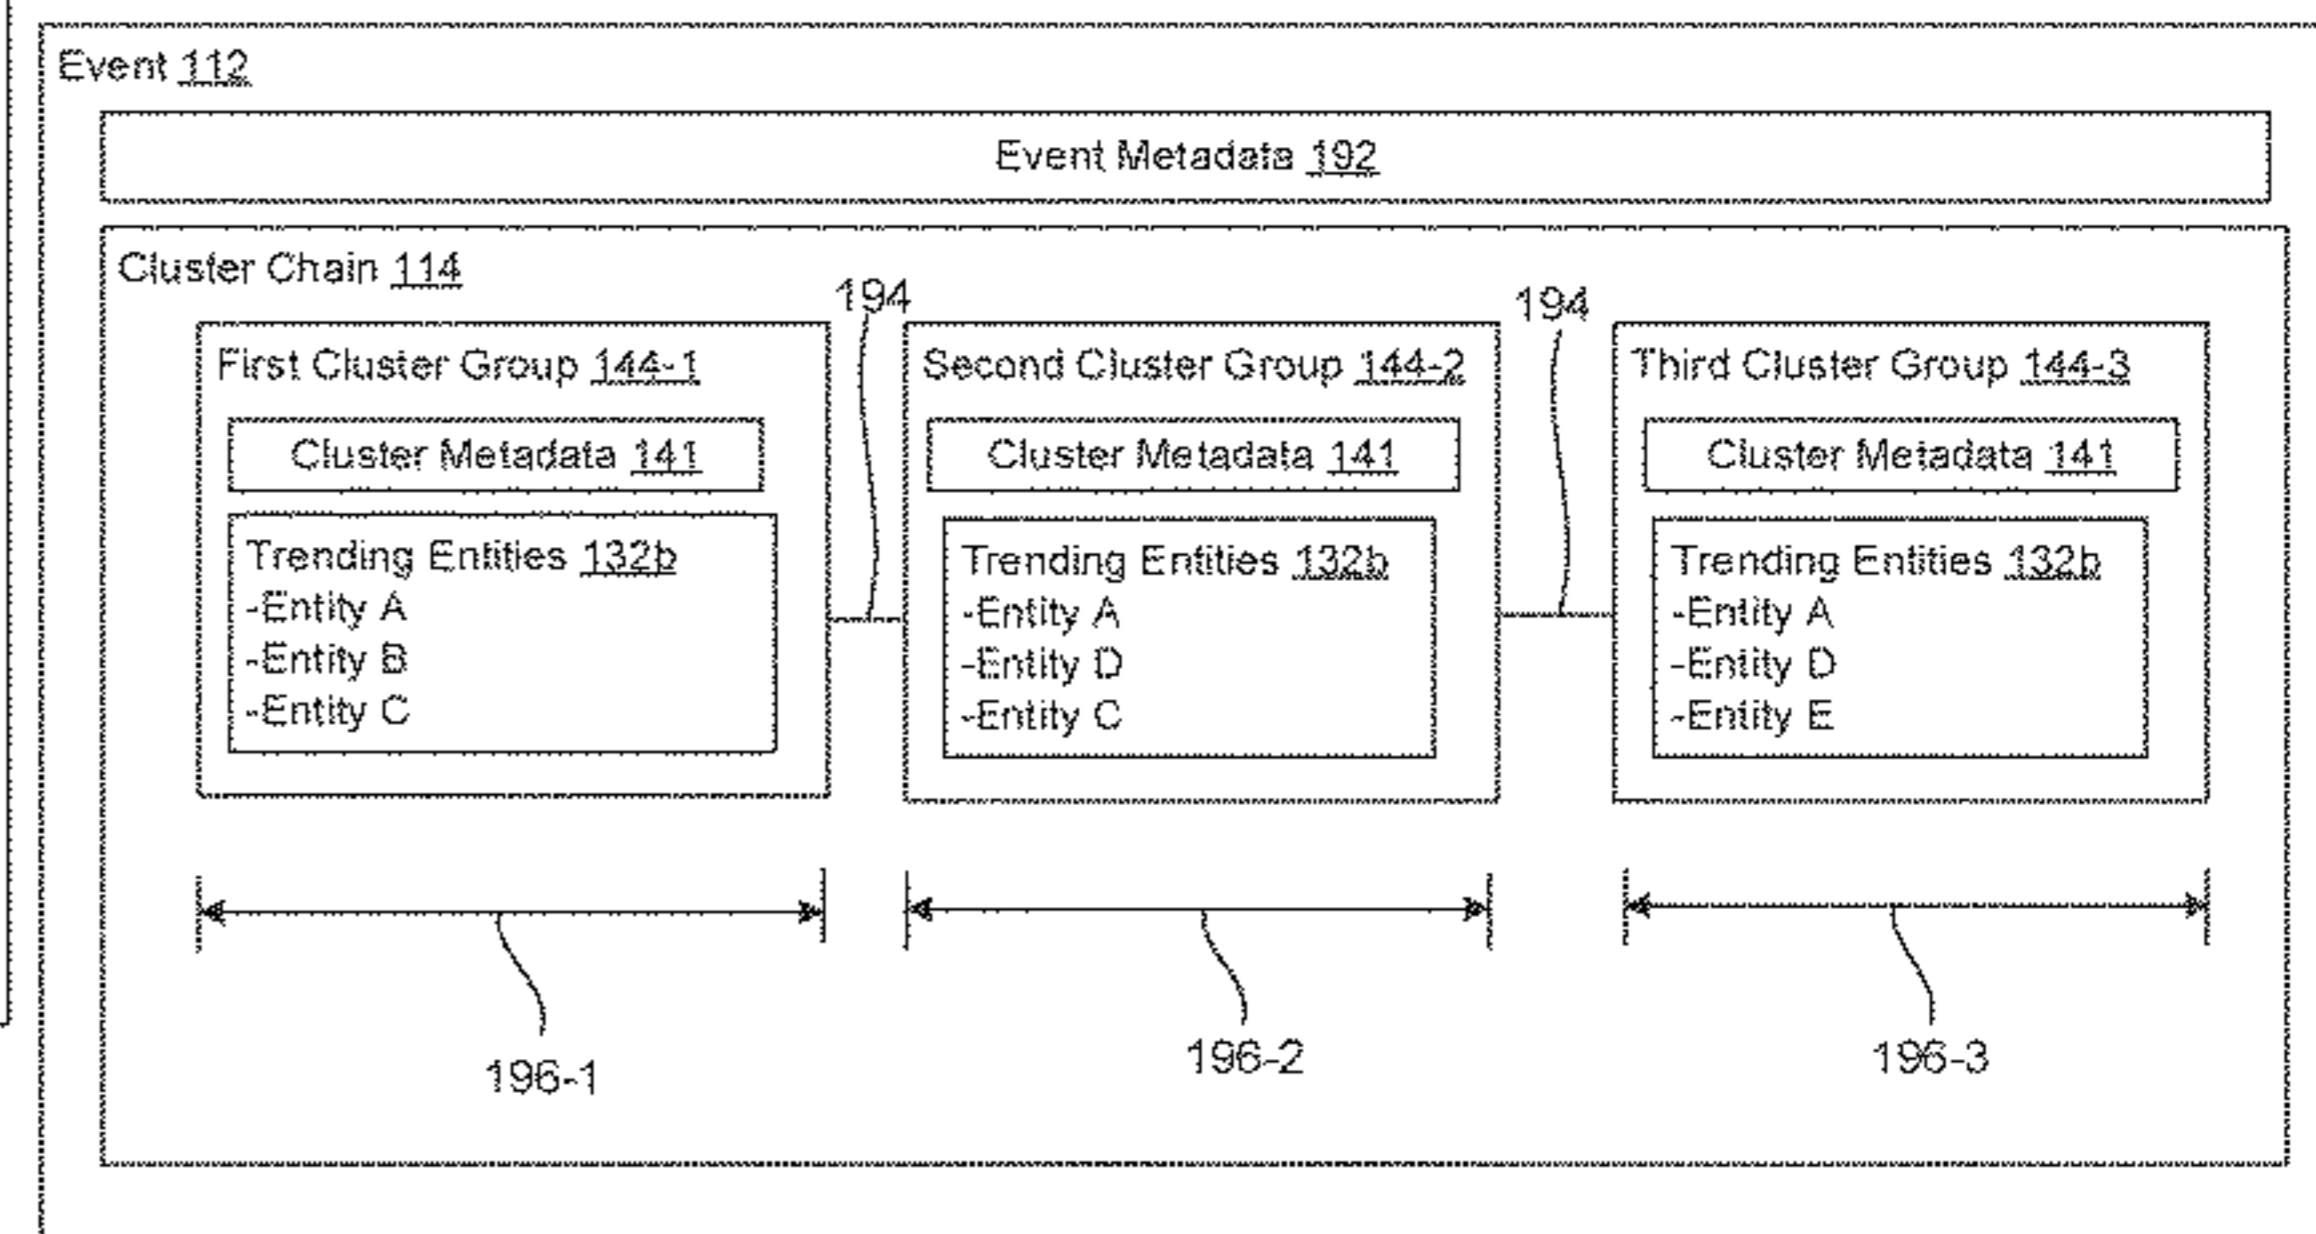 Event 112
Event Metadata 192
Cluster Chain 114
194
194
First Cluster Group 144-1
Cluster Metadata 141
Trending Entities 132b
-Entity A
-Entity B
-Entity C
Second Cluster Group 144-2
Cluster Metadata 141
Trending Entities 132b
-Entity A
-Entity D
-Entity C
Third Cluster Group 144-3
Cluster Metadata 141
Trending Entities 132b
-Entity A
-Entity D
-Entity E
196-1
196-2
196-3